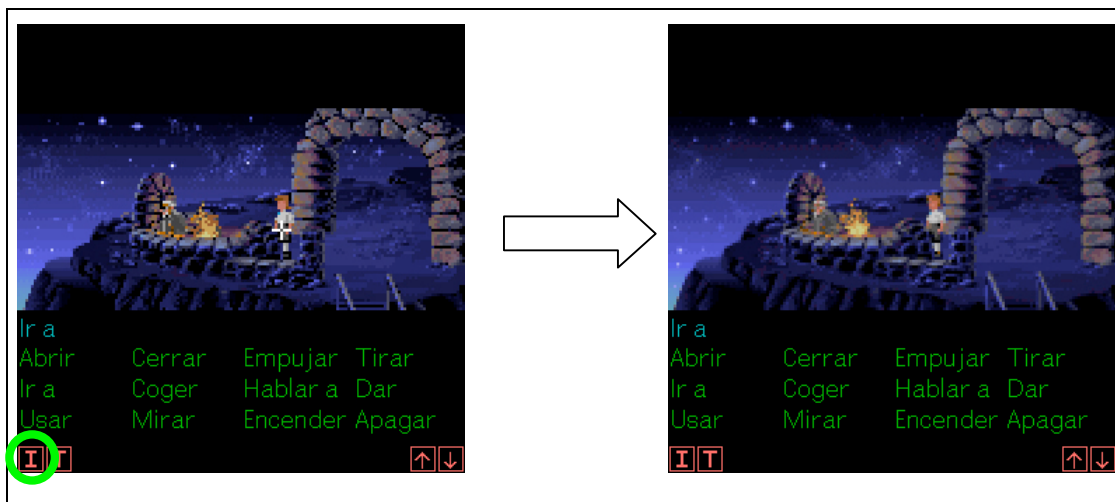 Ir a
Abrir Cerrar Empujar Tirar
Ir a Coger Hablar a Dar
Usar Mirar Encender Apagar
I T ↑ ↓
Ir a
Abrir Cerrar Empujar Tirar
Ir a Coger Hablar a Dar
Usar Mirar Encender Apagar
I T ↑ ↓